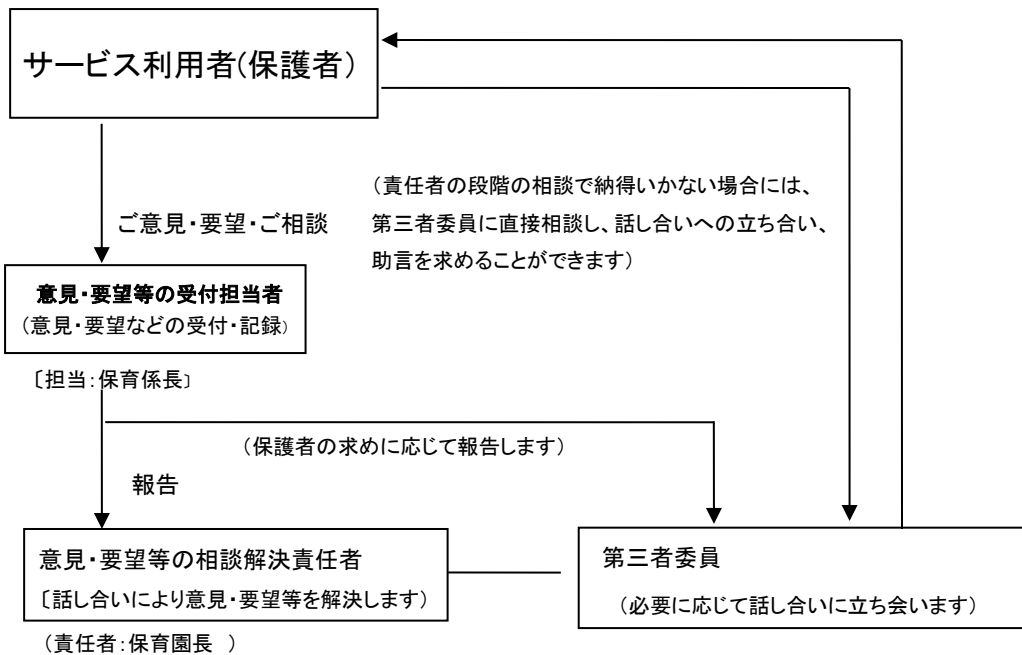 サービス利用者(保護者)
ご意見・要望・ご相談
(責任者の段階の相談で納得いかない場合には、
第三者委員に直接相談し、話し合いへの立ち合い、
助言を求めることができます)
意見・要望等の受付担当者
(意見・要望などの受付・記録)
〔担当:保育係長〕
(保護者の求めに応じて報告します)
報告
意見・要望等の相談解決責任者
〔話し合いにより意見・要望等を解決します)
(責任者:保育園長 )
第三者委員
(必要に応じて話し合いに立ち会います)